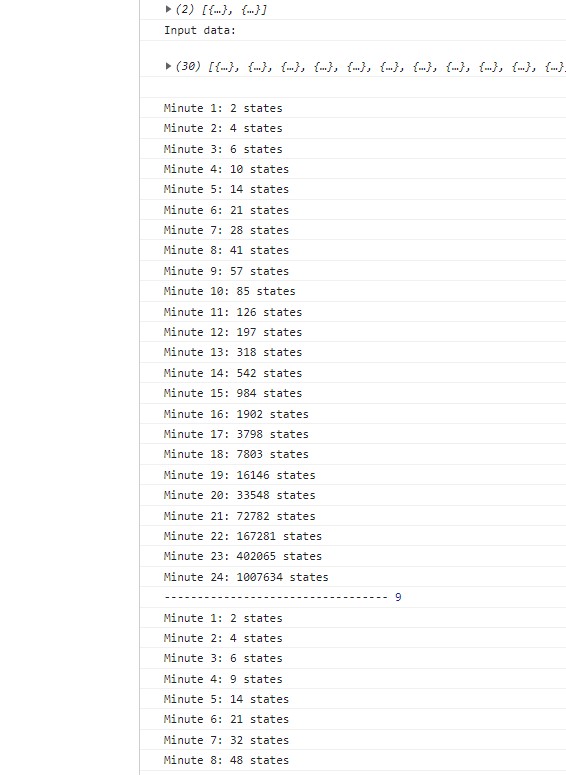 ▶ (2) [{…}, {…}]
Input data:
▶ (30) [{…}, {…}, {…}, {…}, {…}, {…}, {…}, {…}, {…}, {…}, {…}
Minute 1: 2 states
Minute 2: 4 states
Minute 3: 6 states
Minute 4: 10 states
Minute 5: 14 states
Minute 6: 21 states
Minute 7: 28 states
Minute 8: 41 states
Minute 9: 57 states
Minute 10: 85 states
Minute 11: 126 states
Minute 12: 197 states
Minute 13: 318 states
Minute 14: 542 states
Minute 15: 984 states
Minute 16: 1902 states
Minute 17: 3798 states
Minute 18: 7803 states
Minute 19: 16146 states
Minute 20: 33548 states
Minute 21: 72782 states
Minute 22: 167281 states
Minute 23: 402065 states
Minute 24: 1007634 states
---------------------------------- 9
Minute 1: 2 states
Minute 2: 4 states
Minute 3: 6 states
Minute 4: 9 states
Minute 5: 14 states
Minute 6: 21 states
Minute 7: 32 states
Minute 8: 48 states